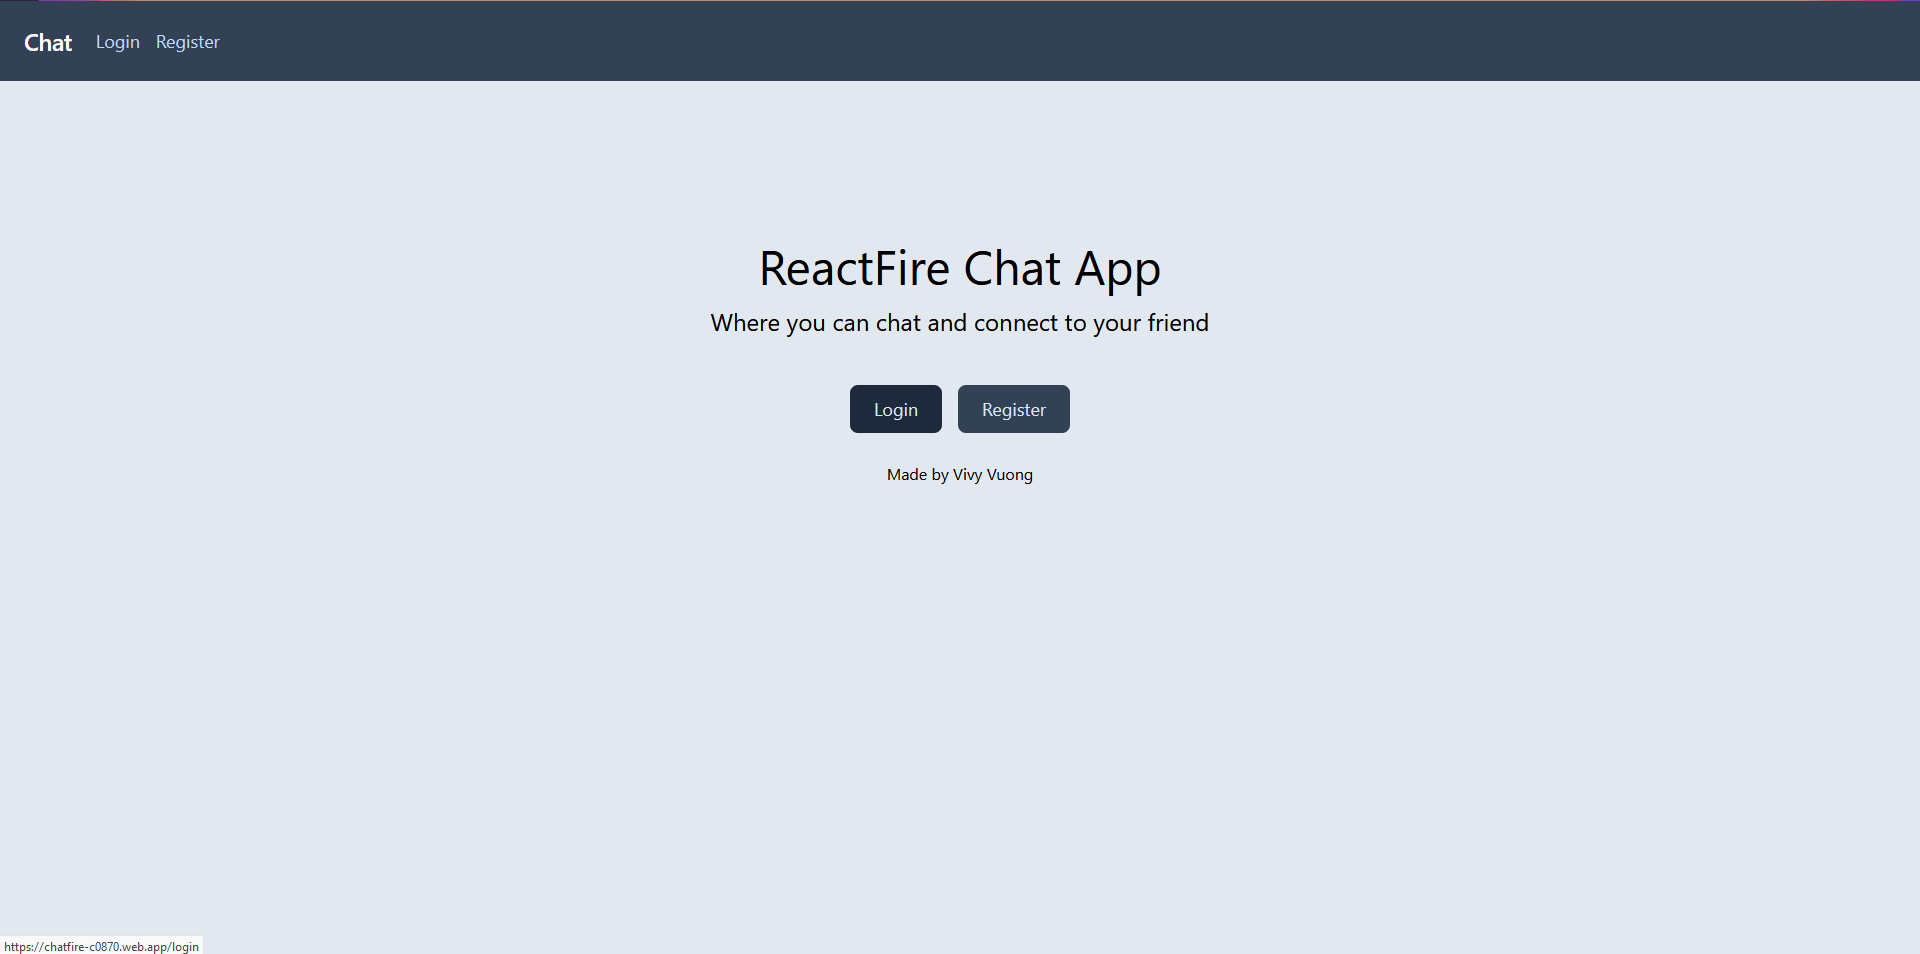 Chat Login Register
ReactFire Chat App
Where you can chat and connect to your friend
Login Register
Made by Vivy Vuong
https://chatfire-c0870.web.app/login